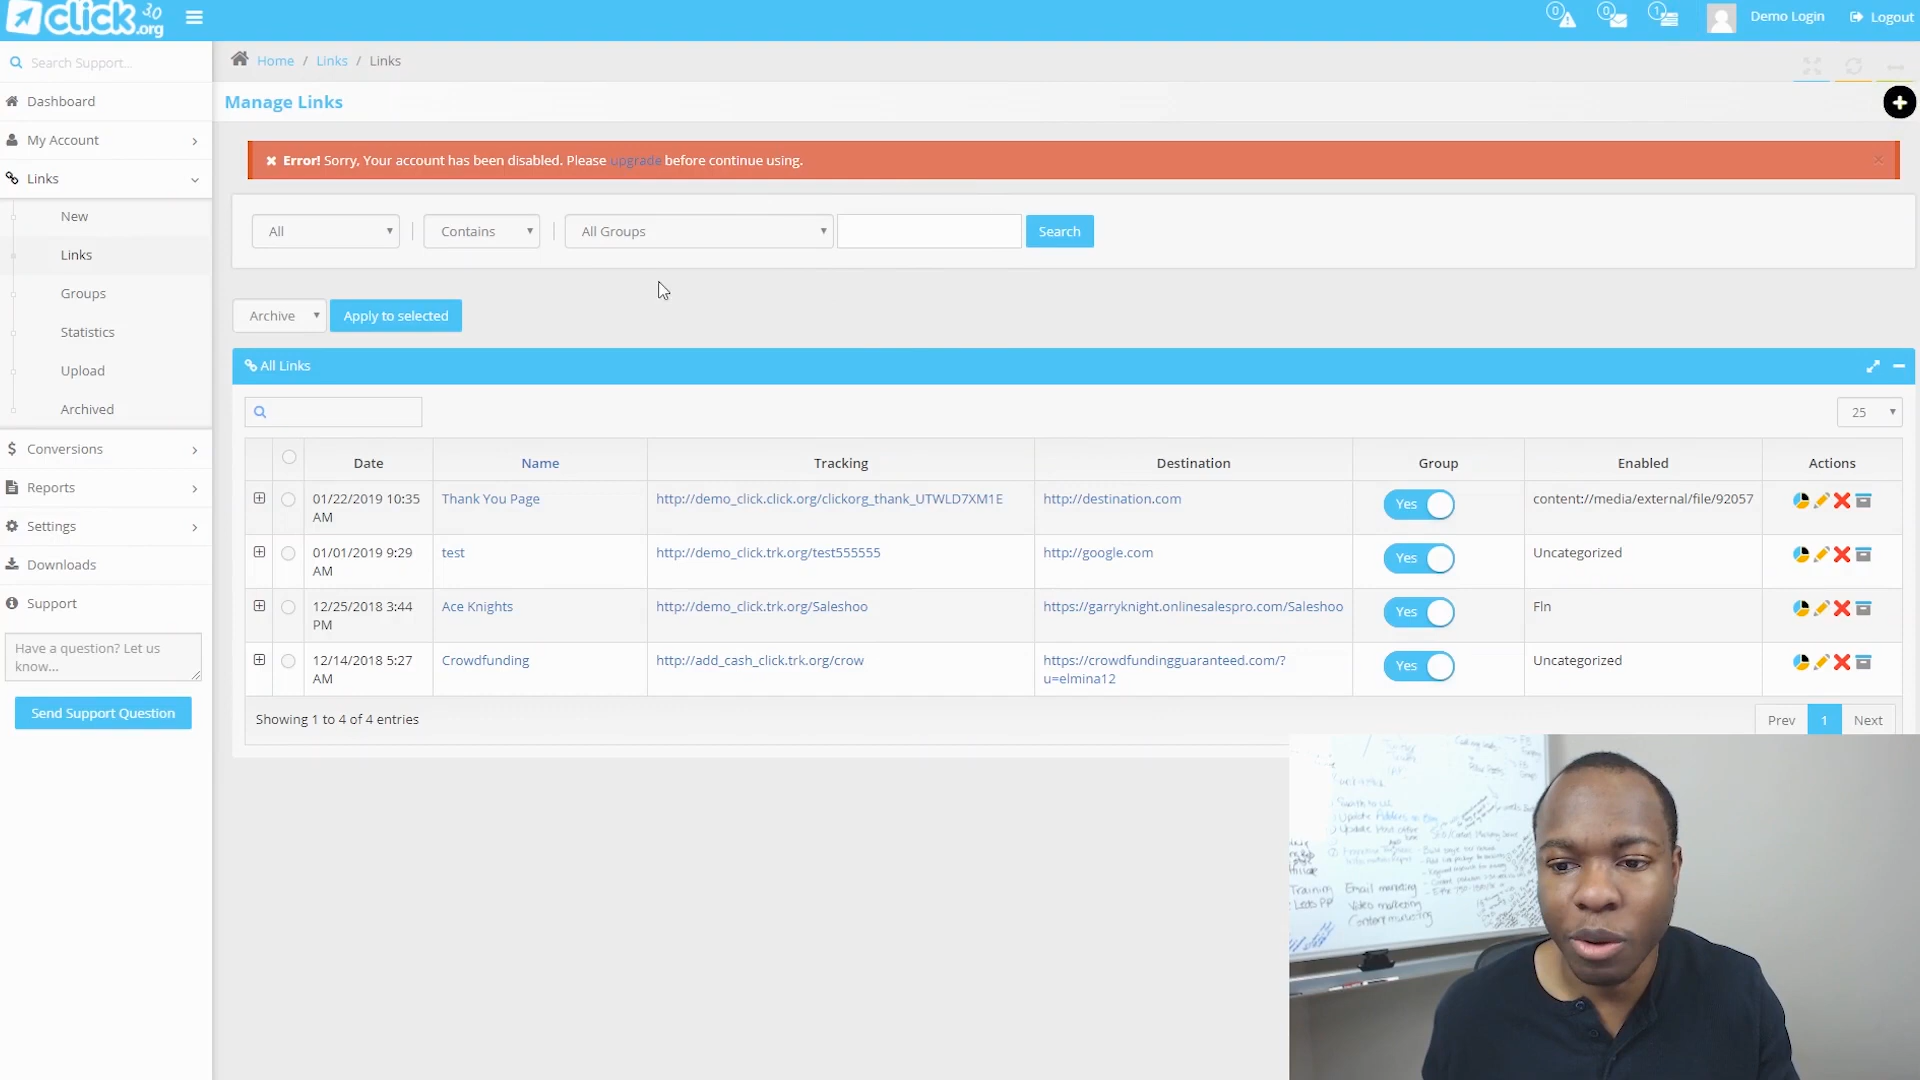 click 3.0
.org
0
0
1
Demo Login
Logout
Search Support...
Dashboard
My Account
Links
New
Links
Groups
Statistics
Upload
Archived
Conversions
Reports
Settings
Downloads
Support
Have a question? Let us
know...
Send Support Question
Home / Links / Links
Manage Links
Error! Sorry, Your account has been disabled. Please upgrade before continue using.
All
Contains
All Groups
Search
Archive
Apply to selected
All Links
25
Date Name Tracking Destination Group Enabled Actions
01/22/2019 10:35 Thank You Page http://demo_click.click.org/clickorg_thank_UTWLD7XM1E http://destination.com Yes content://media/external/file/92057
AM
01/01/2019 9:29 test http://demo_click.trk.org/test555555 http://google.com Yes Uncategorized
AM
12/25/2018 3:44 Ace Knights http://demo_click.trk.org/Saleshoo https://garryknight.onlinesalespro.com/Saleshoo Yes Fln
PM
12/14/2018 5:27 Crowdfunding http://add_cash_click.trk.org/crow https://crowdfundingguaranteed.com/? Yes Uncategorized
AM u=elmina12
Showing 1 to 4 of 4 entries
Prev 1 Next
Training
Email marketing
Video marketing
Content marketing